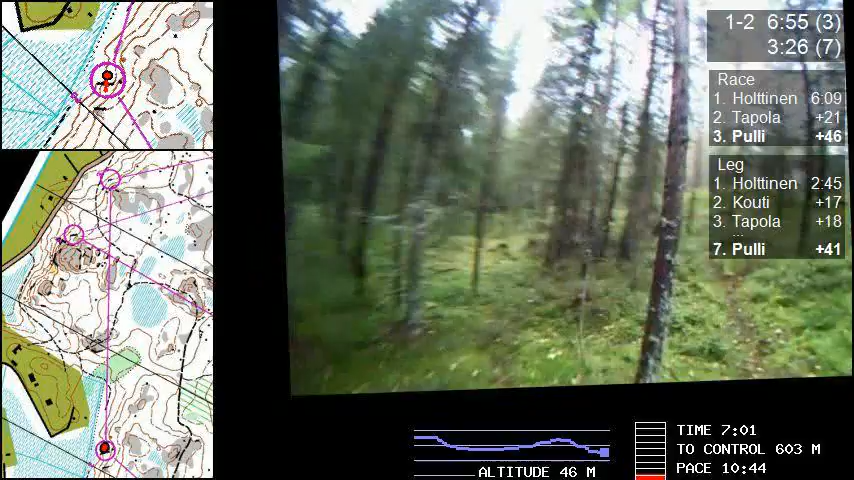 1-2 6:55 (3)
3:26 (7)
Race
1. Holttinen 6:09
2. Tapola +21
3. Pulli +46
Leg
1. Holttinen 2:45
2. Kouti +17
3. Tapola +18
...
7. Pulli +41
TIME 7:01
TO CONTROL 603 M
ALTITUDE 46 M
PACE 10:44